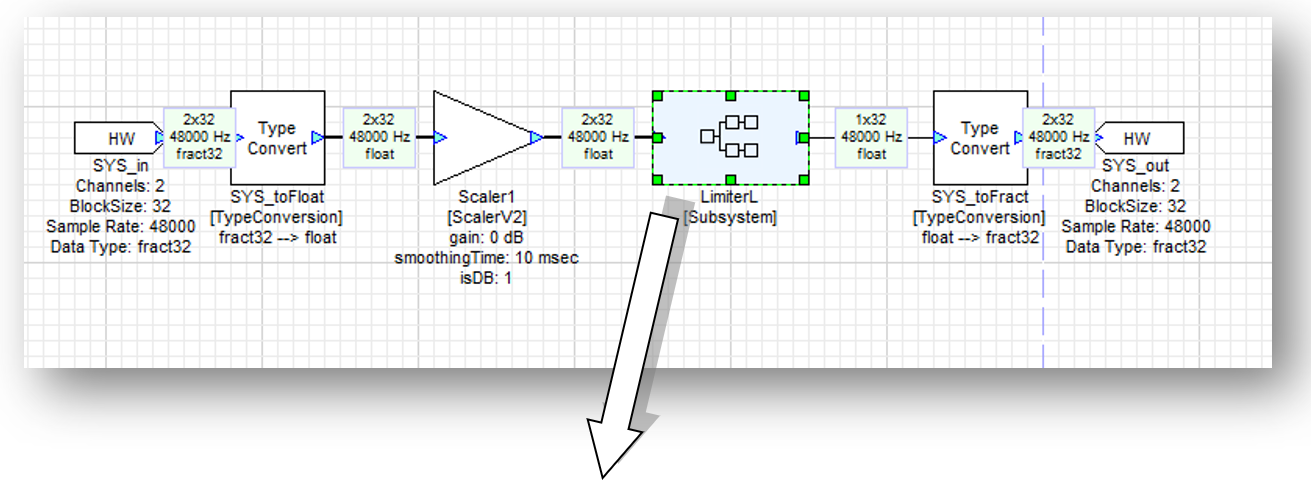 HW
SYS_in
Channels: 2
BlockSize: 32
Sample Rate: 48000
Data Type: fract32
2x32
48000 Hz
fract32
Type
Convert
SYS_toFloat
[TypeConversion]
fract32 --> float
2x32
48000 Hz
float
Scaler1
[ScalerV2]
gain: 0 dB
smoothingTime: 10 msec
isDB: 1
2x32
48000 Hz
float
LimiterL
[Subsystem]
1x32
48000 Hz
float
Type
Convert
SYS_toFract
[TypeConversion]
float --> fract32
2x32
48000 Hz
fract32
HW
SYS_out
Channels: 2
BlockSize: 32
Sample Rate: 48000
Data Type: fract32